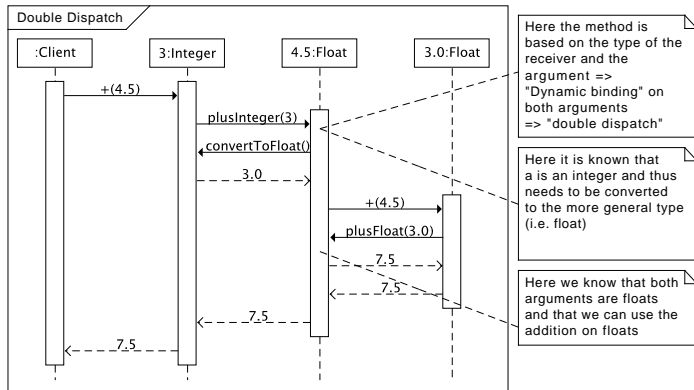 Double Dispatch
:Client
3:Integer
4.5:Float
3.0:Float
+(4.5)
plusInteger(3)
convertToFloat()
3.0
+(4.5)
plusFloat(3.0)
7.5
7.5
7.5
7.5
Here the method is
based on the type of the
receiver and the
argument =>
"Dynamic binding" on
both arguments
=> "double dispatch"
Here it is known that
a is an integer and thus
needs to be converted
to the more general type
(i.e. float)
Here we know that both
arguments are floats
and that we can use the
addition on floats